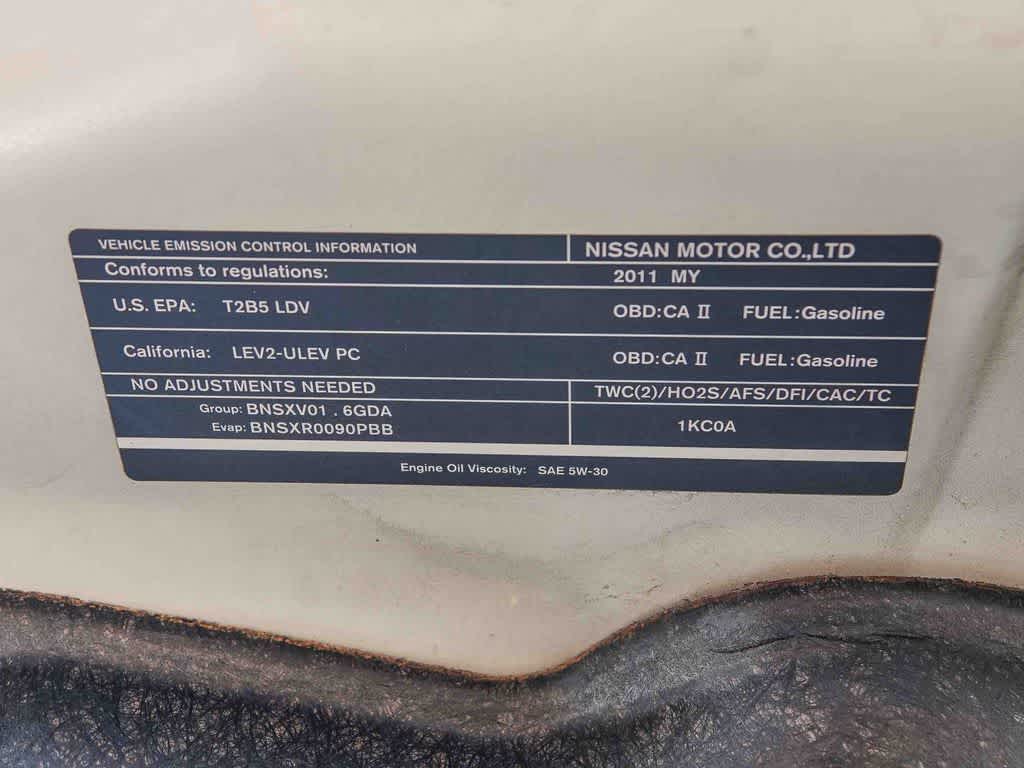 VEHICLE EMISSION CONTROL INFORMATION NISSAN MOTOR CO.,LTD
Conforms to regulations: 2011 MY
U.S. EPA: T2B5 LDV OBD:CA II FUEL:Gasoline
California: LEV2-ULEV PC OBD:CA II FUEL:Gasoline
NO ADJUSTMENTS NEEDED TWC(2)/HO2S/AFS/DFI/CAC/TC
Group: BNSXV01 . 6GDA
Evap: BNSXR0090PBB 1KC0A
Engine Oil Viscosity: SAE 5W-30